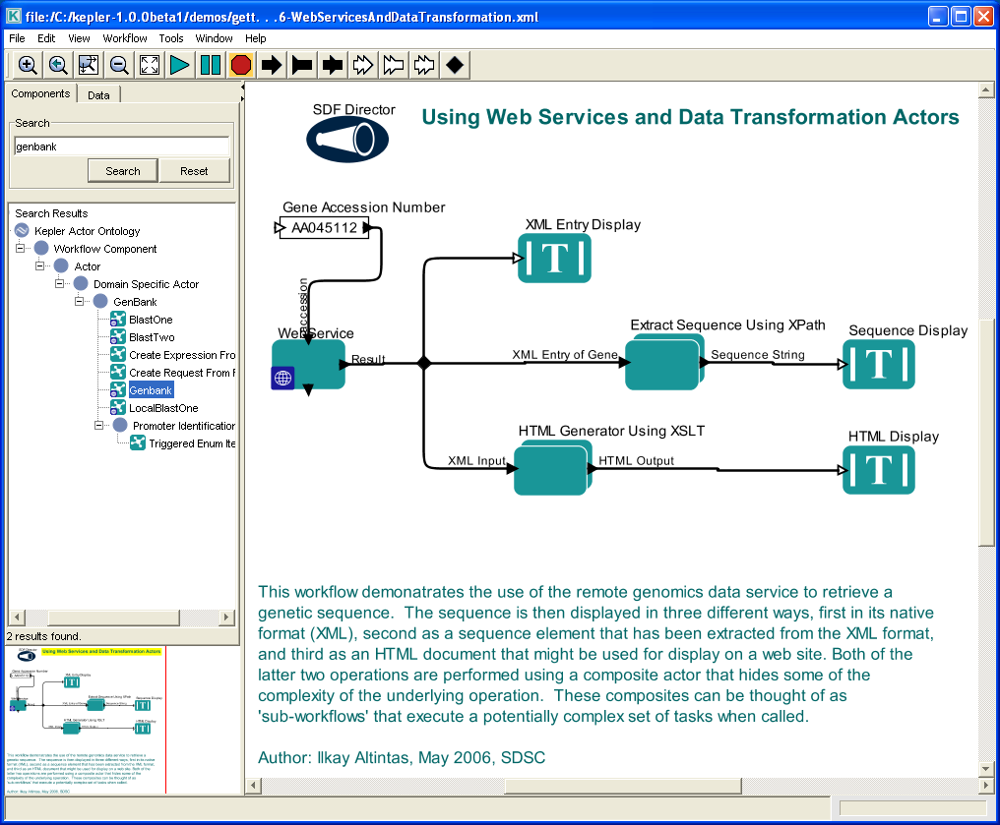 file:/C:/kepler-1.0.0beta1/demos/gett. . .6-WebServicesAndDataTransformation.xml
File Edit View Workflow Tools Window Help
Components Data
Search
genbank
Search Reset
Search Results
Kepler Actor Ontology
Workflow Component
Actor
Domain Specific Actor
GenBank
BlastOne
BlastTwo
Create Expression Fro
Create Request From F
Genbank
LocalBlastOne
Promoter Identification
Triggered Enum Ite
2 results found.
SDF Director
Using Web Services and Data Transformation Actors
Gene Accession Number
AA045112
accession
WebService
Result
XML Entry Display
T
Extract Sequence Using XPath
XML Entry of Gene
Sequence String
Sequence Display
T
HTML Generator Using XSLT
XML Input
HTML Output
HTML Display
T
This workflow demonatrates the use of the remote genomics data service to retrieve a
genetic sequence. The sequence is then displayed in three different ways, first in its native
format (XML), second as a sequence element that has been extracted from the XML format,
and third as an HTML document that might be used for display on a web site. Both of the
latter two operations are performed using a composite actor that hides some of the
complexity of the underlying operation. These composites can be thought of as
'sub-workflows' that execute a potentially complex set of tasks when called.
Author: Ilkay Altintas, May 2006, SDSC